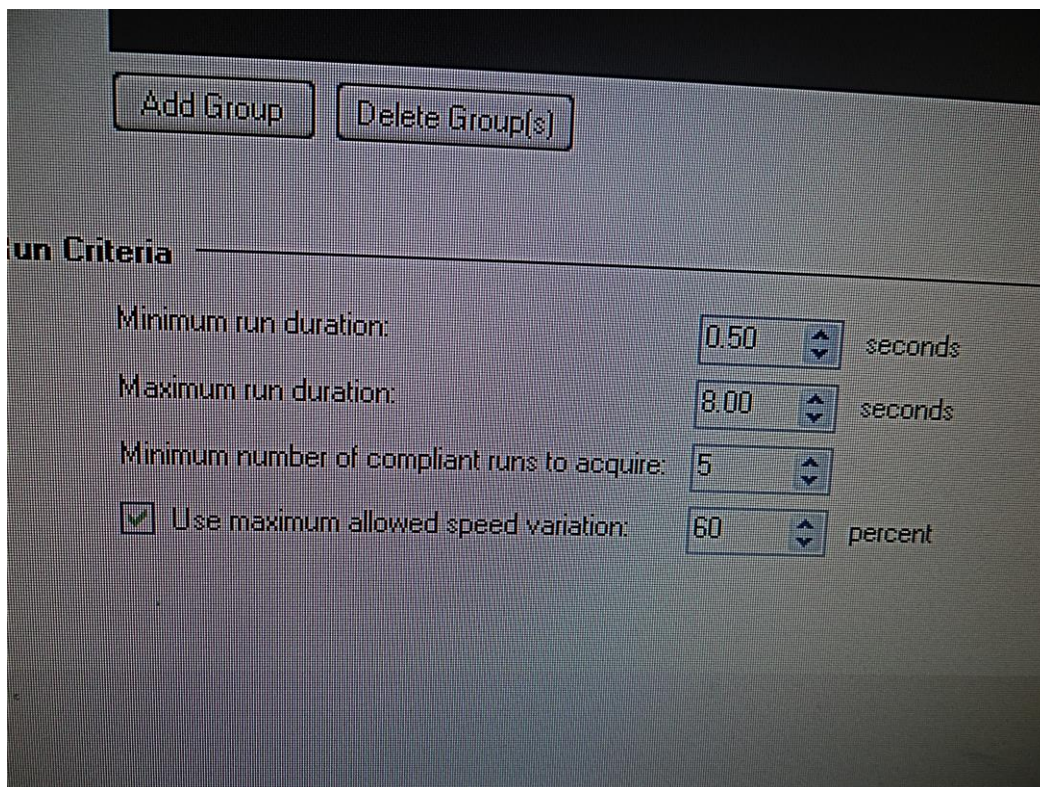 Add Group Delete Group(s)
un Criteria
Minimum run duration: 0.50 seconds
Maximum run duration: 8.00 seconds
Minimum number of compliant runs to acquire: 5
Use maximum allowed speed variation: 60 percent